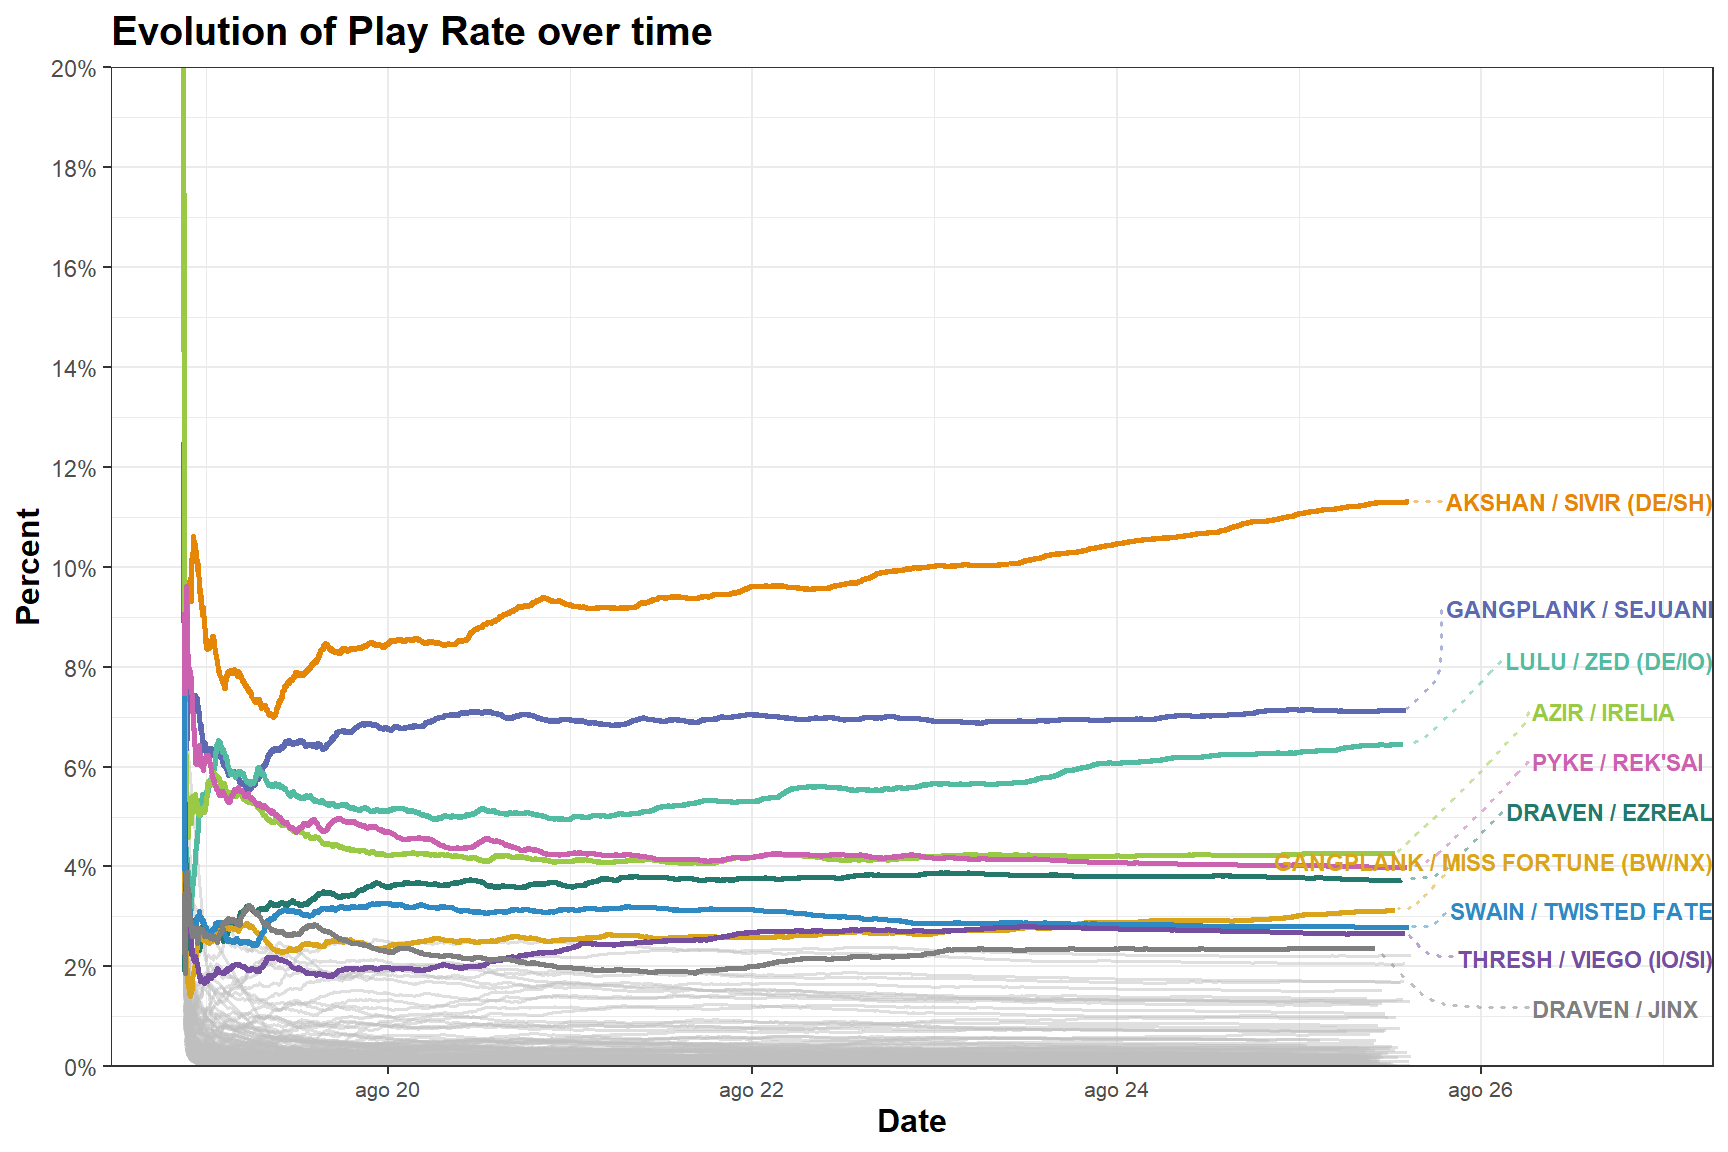 Evolution of Play Rate over time
20%
18%
16%
14%
12%
10%
8%
6%
4%
2%
0%
Percent
AKSHAN / SIVIR (DE/SH)
GANGPLANK / SEJUANI
LULU / ZED (DE/IO)
AZIR / IRELIA
PYKE / REK'SAI
DRAVEN / EZREAL
GANGPLANK / MISS FORTUNE (BW/NX)
SWAIN / TWISTED FATE
THRESH / VIEGO (IO/SI)
DRAVEN / JINX
ago 20
ago 22
ago 24
ago 26
Date